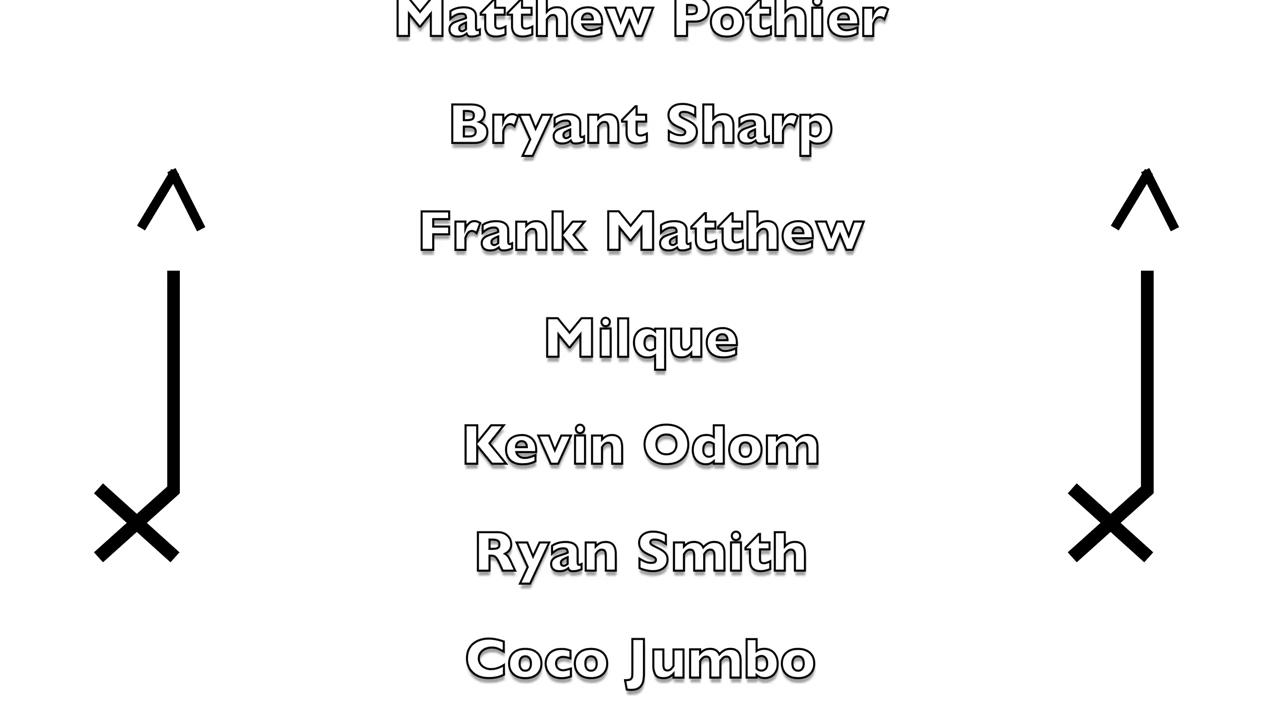 Matthew Pothier
Bryant Sharp
Frank Matthew
Milque
Kevin Odom
Ryan Smith
Coco Jumbo